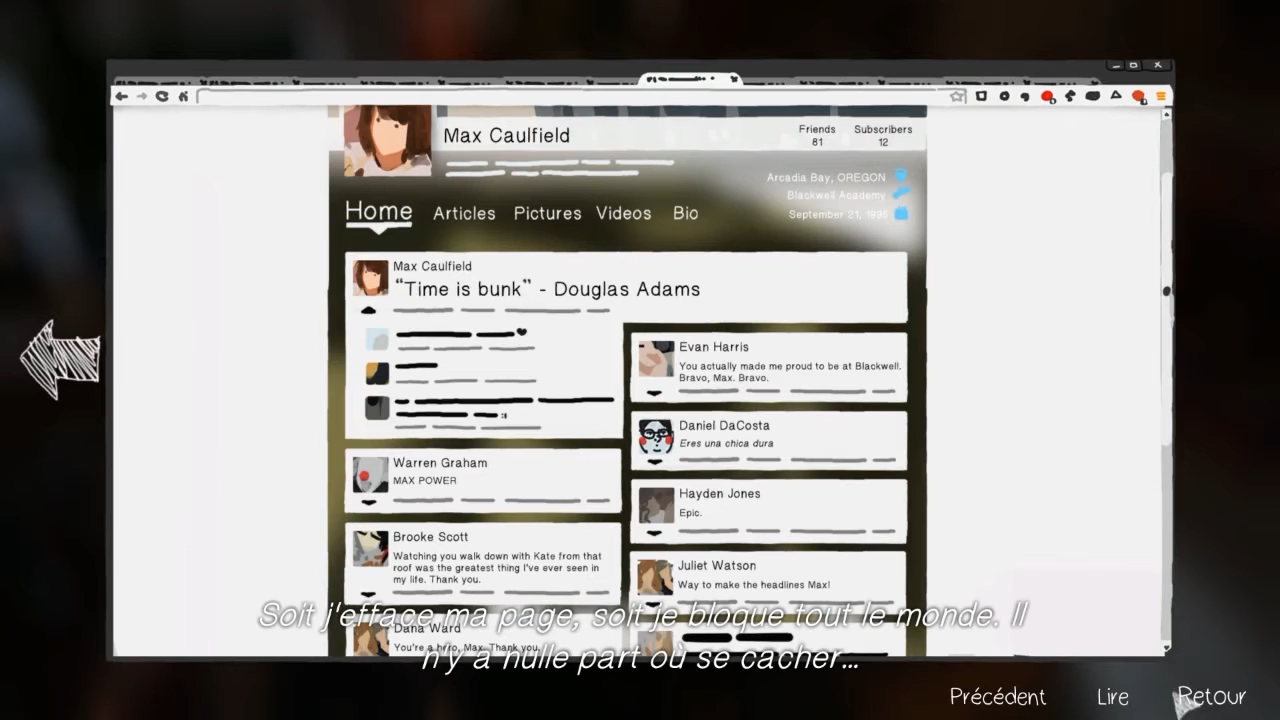 Max Caulfield
Friends
81
Subscribers
12
Arcadia Bay, OREGON
Blackwell Academy
September 21, 1995
Home Articles Pictures Videos Bio
Max Caulfield
“Time is bunk” - Douglas Adams
Warren Graham
MAX POWER
Brooke Scott
Watching you walk down with Kate from that
roof was the greatest thing I've ever seen in
my life. Thank you.
Dana Ward
You're a hero, Max. Thank you.
Evan Harris
You actually made me proud to be at Blackwell.
Bravo, Max. Bravo.
Daniel DaCosta
Eres una chica dura
Hayden Jones
Epic.
Juliet Watson
Way to make the headlines Max!
Soit j'efface ma page, soit je bloque tout le monde. Il
n'y a nulle part où se cacher...
Précédent Lire Retour